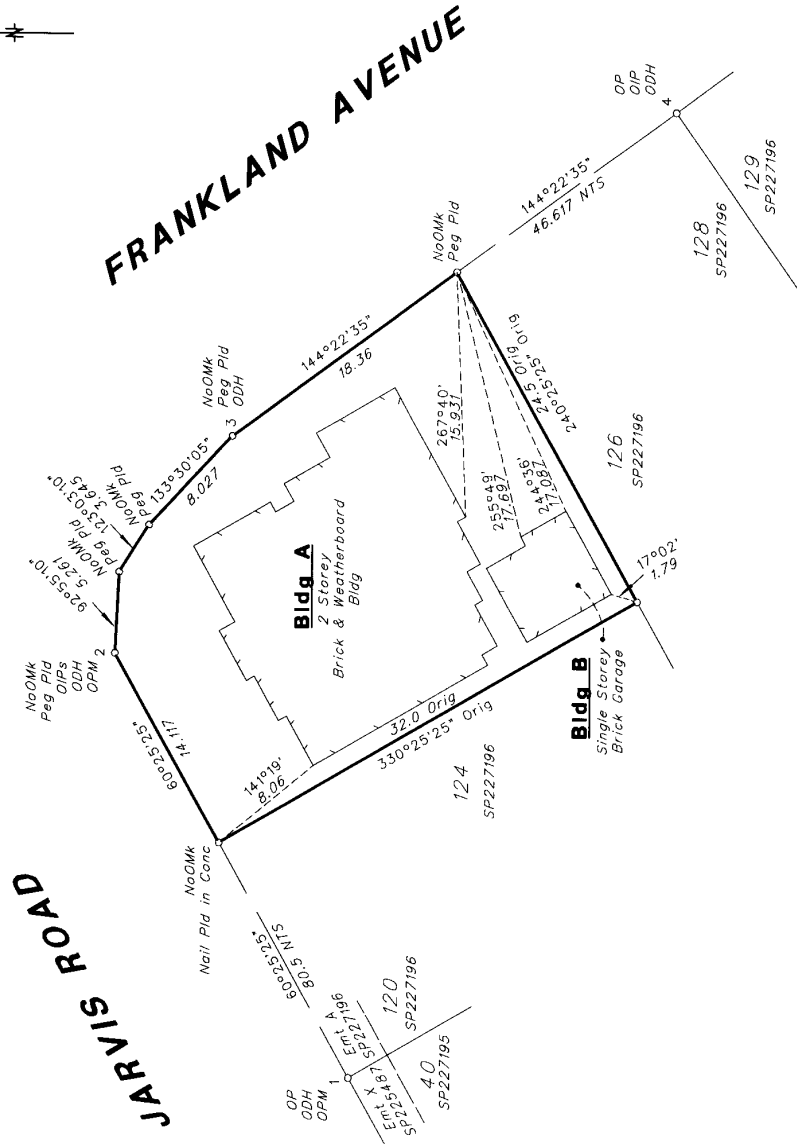 N
FRANKLAND AVENUE
JARVIS ROAD
NoOMk
Peg Pld
OIPs
ODH
OPM
2
92°55'10"
5.261
NoOMk
Peg Pld
123°03'10"
3.645
NoOMk
Peg Pld
133°30'05"
8.027
NoOMk
Peg Pld
ODH
3
144°22'35"
18.36
NoOMk
Peg Pld
144°22'35"
46.617 NTS
OP
OIP
ODH
4
128
SP227196
129
SP227196
60°25'25"
14.117
NoOMk
Nail Pld in Conc
141°19'
8.06
Bldg A
2 Storey
Brick & Weatherboard
Bldg
267°40'
15.931
255°49'
17.697
244°36'
17.087
24.5 Orig
240°25'25" Orig
126
SP227196
17°02'
1.79
32.0 Orig
330°25'25" Orig
124
SP227196
Bldg B
Single Storey
Brick Garage
60°25'25"
80.5 NTS
OP
ODH
OPM
1
Emt A
SP227196
120
SP227196
Emt X
SP225487
40
SP227195